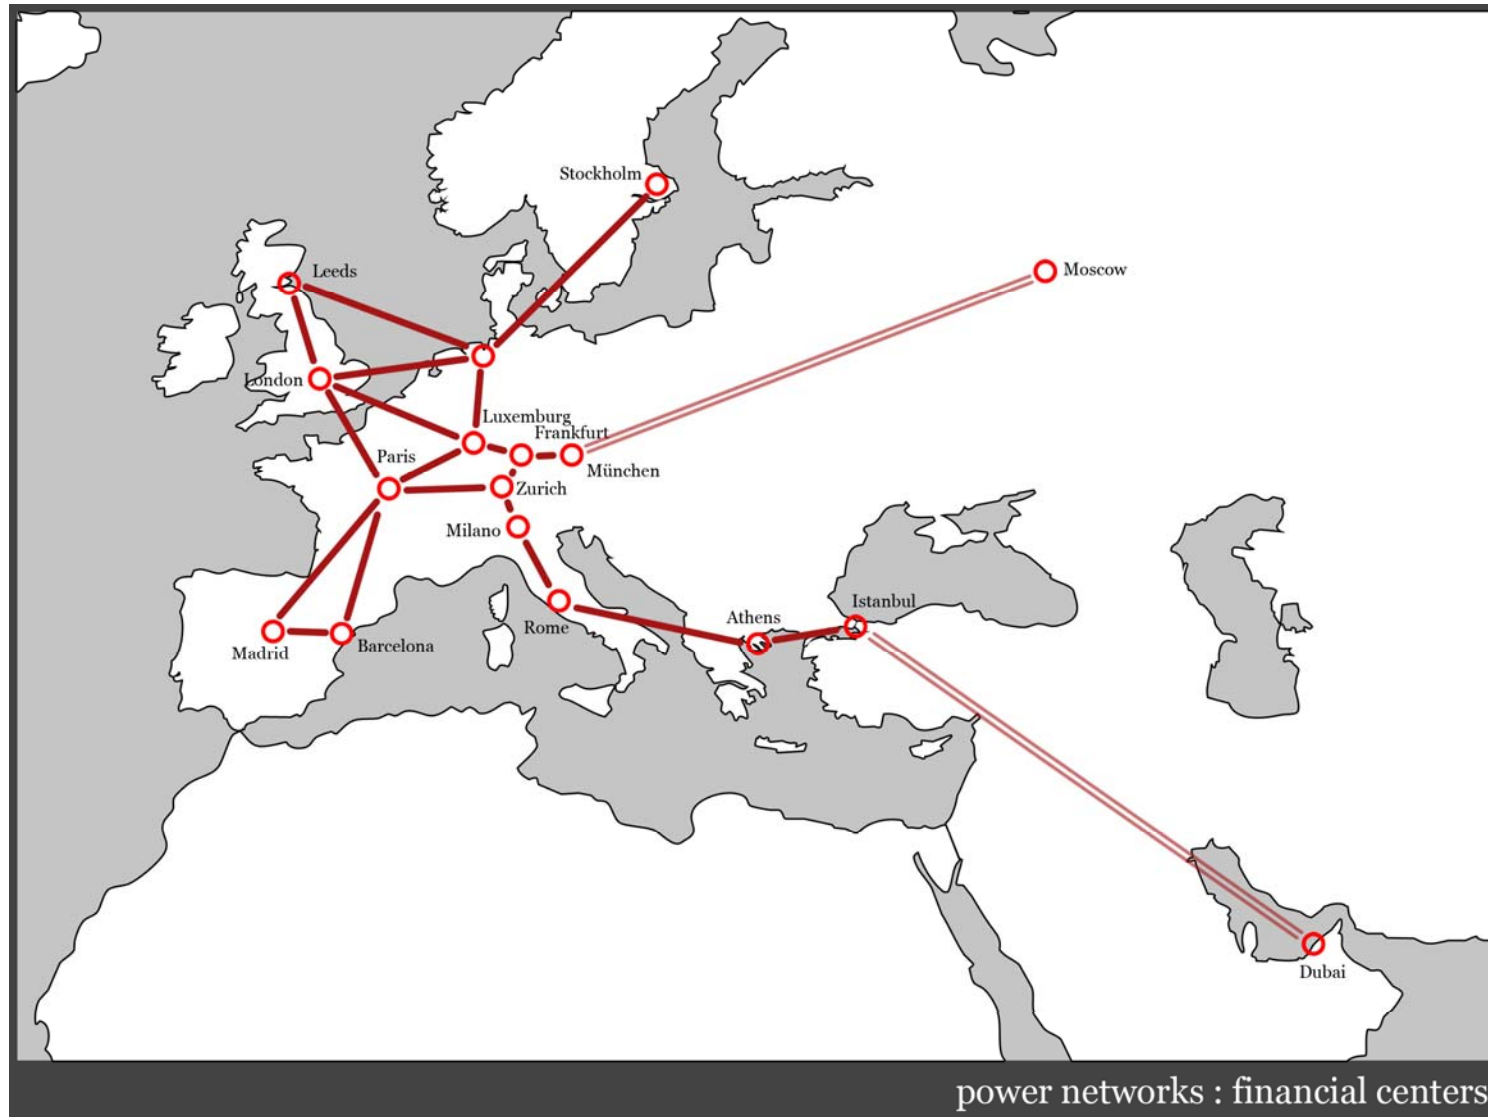 Stockholm
Moscow
Leeds
London
Luxemburg
Frankfurt
Paris
München
Zurich
Milano
Istanbul
Athens
Rome
Madrid
Barcelona
Dubai
power networks : financial centers